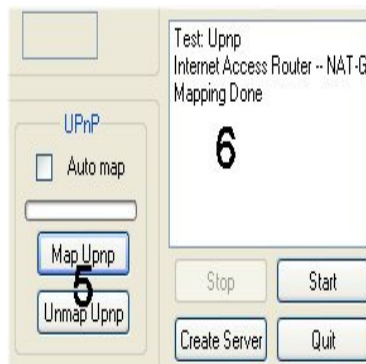 Test: Upnp
Internet Access Router -- NAT-G
Mapping Done
6
UPnP
Auto map
Map Upnp
5
Unmap Upnp
Stop
Start
Create Server
Quit